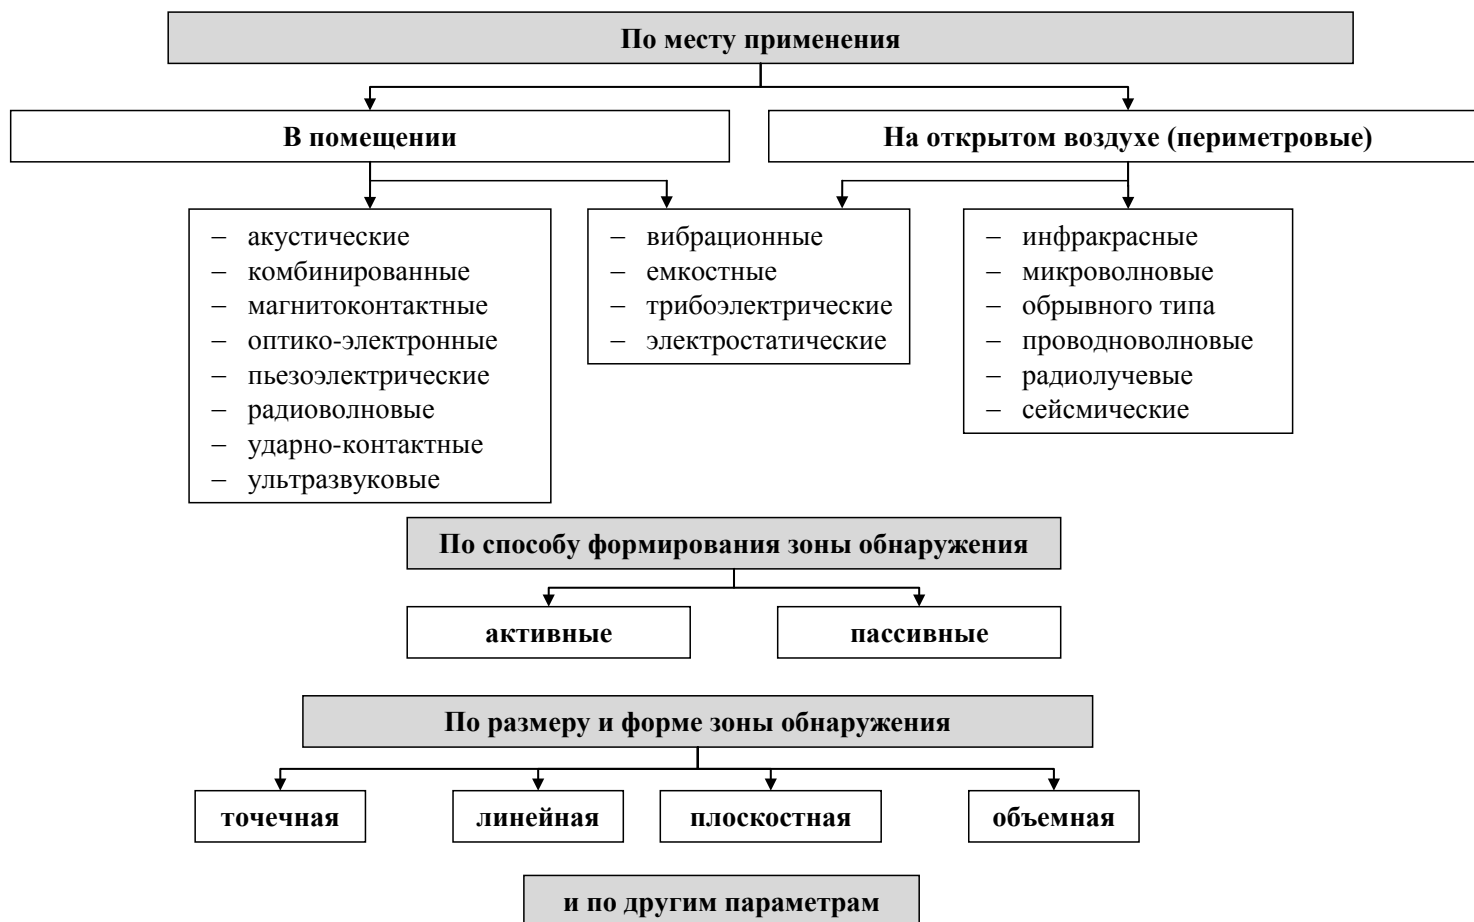 По месту применения
В помещении
На открытом воздухе (периметровые)
– акустические
– комбинированные
– магнитоконтактные
– оптико-электронные
– пьезоэлектрические
– радиоволновые
– ударно-контактные
– ультразвуковые
– вибрационные
– емкостные
– трибоэлектрические
– электростатические
– инфракрасные
– микроволновые
– обрывного типа
– проводноволновые
– радиолучевые
– сейсмические
По способу формирования зоны обнаружения
активные
пассивные
По размеру и форме зоны обнаружения
точечная
линейная
плоскостная
объемная
и по другим параметрам